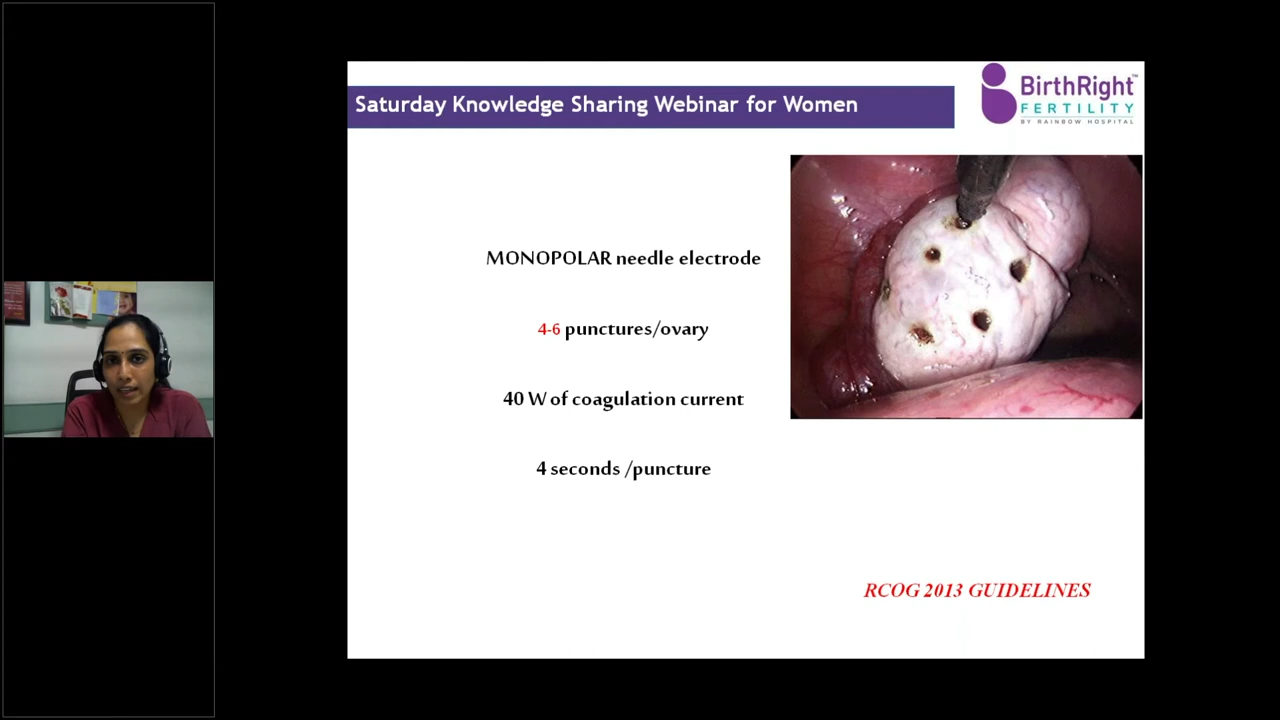 Saturday Knowledge Sharing Webinar for Women
BirthRight™
FERTILITY
BY RAINBOW HOSPITAL
MONOPOLAR needle electrode
4-6 punctures/ovary
40 W of coagulation current
4 seconds /puncture
RCOG 2013 GUIDELINES